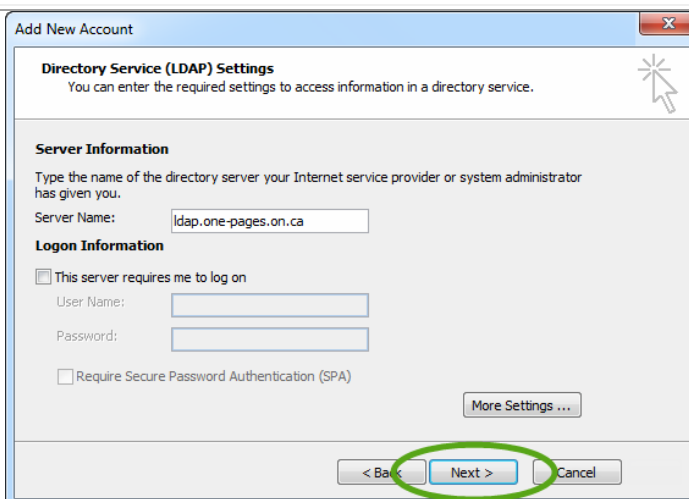 Add New Account
Directory Service (LDAP) Settings
You can enter the required settings to access information in a directory service.
Server Information
Type the name of the directory server your Internet service provider or system administrator
has given you.
Server Name: ldap.one-pages.on.ca
Logon Information
This server requires me to log on
User Name:
Password:
Require Secure Password Authentication (SPA)
More Settings ...
< Back Next > Cancel